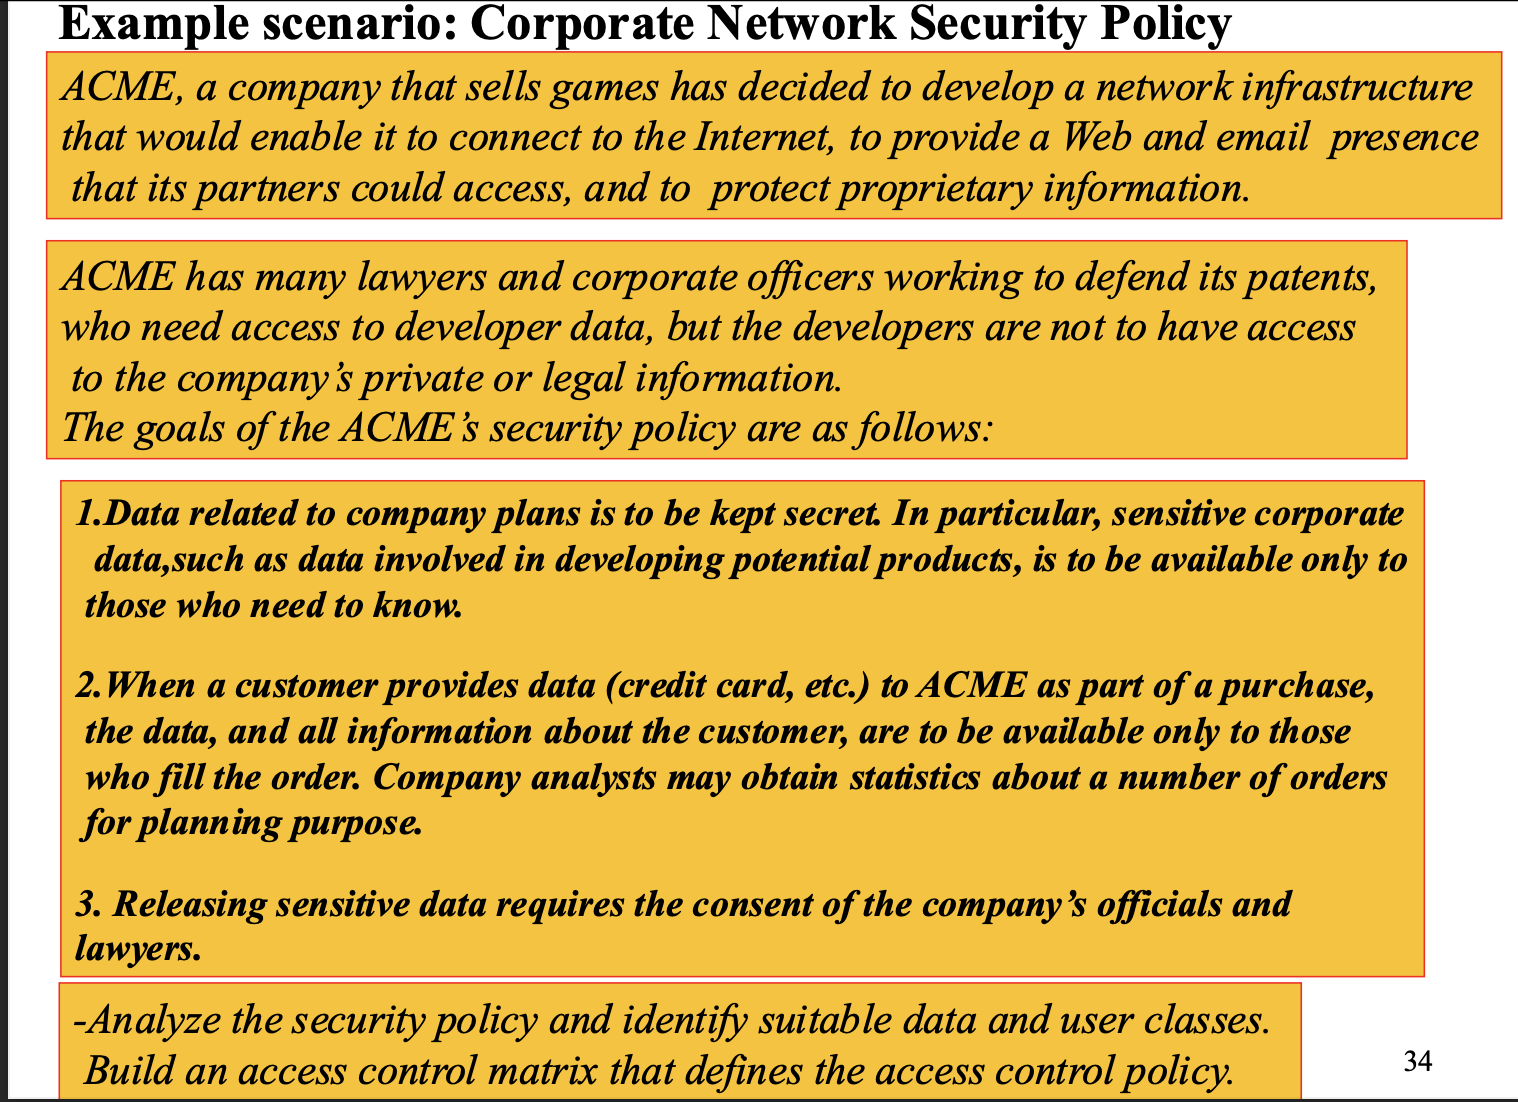 Example scenario: Corporate Network Security Policy
ACME, a company that sells games has decided to develop a network infrastructure
that would enable it to connect to the Internet, to provide a Web and email presence
that its partners could access, and to protect proprietary information.
ACME has many lawyers and corporate officers working to defend its patents,
who need access to developer data, but the developers are not to have access
to the company’s private or legal information.
The goals of the ACME’s security policy are as follows:
1.Data related to company plans is to be kept secret. In particular, sensitive corporate
data,such as data involved in developing potential products, is to be available only to
those who need to know.
2.When a customer provides data (credit card, etc.) to ACME as part of a purchase,
the data, and all information about the customer, are to be available only to those
who fill the order. Company analysts may obtain statistics about a number of orders
for planning purpose.
3. Releasing sensitive data requires the consent of the company’s officials and
lawyers.
-Analyze the security policy and identify suitable data and user classes.
Build an access control matrix that defines the access control policy.
34